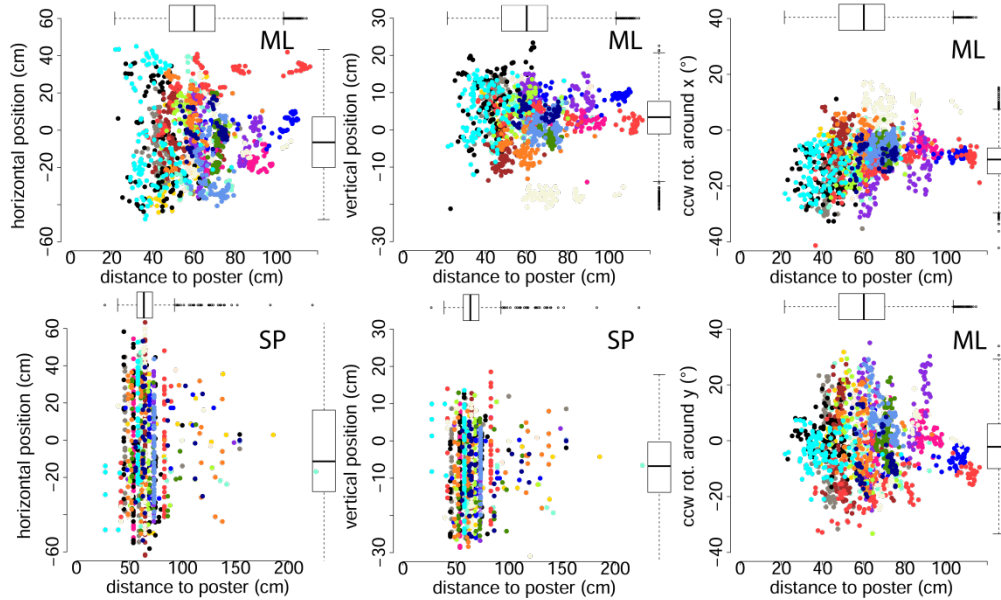 ML
horizontal position (cm)
60
40
20
0
−20
−60
0 20 40 60 80 100
distance to poster (cm)
ML
vertical position (cm)
30
20
10
0
−10
−30
0 20 40 60 80 100
distance to poster (cm)
ML
ccw rot. around x (°)
40
20
0
−20
−40
0 20 40 60 80 100
distance to poster (cm)
SP
horizontal position (cm)
60
40
20
0
−20
−60
0 50 100 150 200
distance to poster (cm)
SP
vertical position (cm)
30
20
10
0
−10
−30
0 50 100 150 200
distance to poster (cm)
ML
ccw rot. around y (°)
40
20
0
−20
−40
0 20 40 60 80 100
distance to poster (cm)